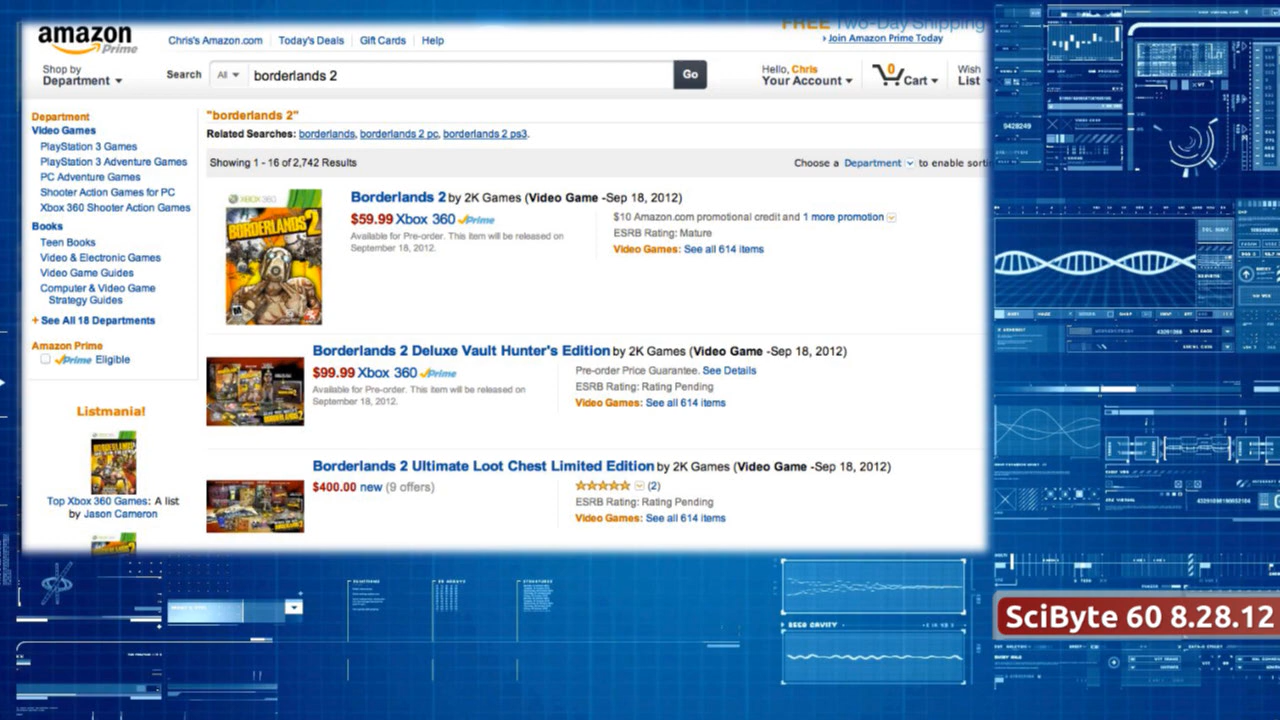 amazon
Prime
Chris's Amazon.com
Today's Deals
Gift Cards
Help
FREE Two-Day Shipping
Join Amazon Prime Today
Shop by
Department
Search
All
borderlands 2
Go
Hello, Chris
Your Account
0
Cart
Wish
List
Department
Video Games
PlayStation 3 Games
PlayStation 3 Adventure Games
PC Adventure Games
Shooter Action Games for PC
Xbox 360 Shooter Action Games
Books
Teen Books
Video & Electronic Games
Video Game Guides
Computer & Video Game
Strategy Guides
+ See All 18 Departments
Amazon Prime
Prime Eligible
Listmania!
Top Xbox 360 Games: A list
by Jason Cameron
"borderlands 2"
Related Searches: borderlands, borderlands 2 pc, borderlands 2 ps3.
Showing 1 - 16 of 2,742 Results
Choose a Department to enable sorti
XBOX 360
BORDERLANDS 2
Borderlands 2 by 2K Games (Video Game -Sep 18, 2012)
$59.99 Xbox 360 Prime
Available for Pre-order. This item will be released on
September 18, 2012.
$10 Amazon.com promotional credit and 1 more promotion
ESRB Rating: Mature
Video Games: See all 614 items
Borderlands 2 Deluxe Vault Hunter's Edition by 2K Games (Video Game -Sep 18, 2012)
$99.99 Xbox 360 Prime
Available for Pre-order. This item will be released on
September 18, 2012.
Pre-order Price Guarantee. See Details
ESRB Rating: Rating Pending
Video Games: See all 614 items
Borderlands 2 Ultimate Loot Chest Limited Edition by 2K Games (Video Game -Sep 18, 2012)
$400.00 new (9 offers)
(2)
ESRB Rating: Rating Pending
Video Games: See all 614 items
9428249
SciByte 60 8.28.12